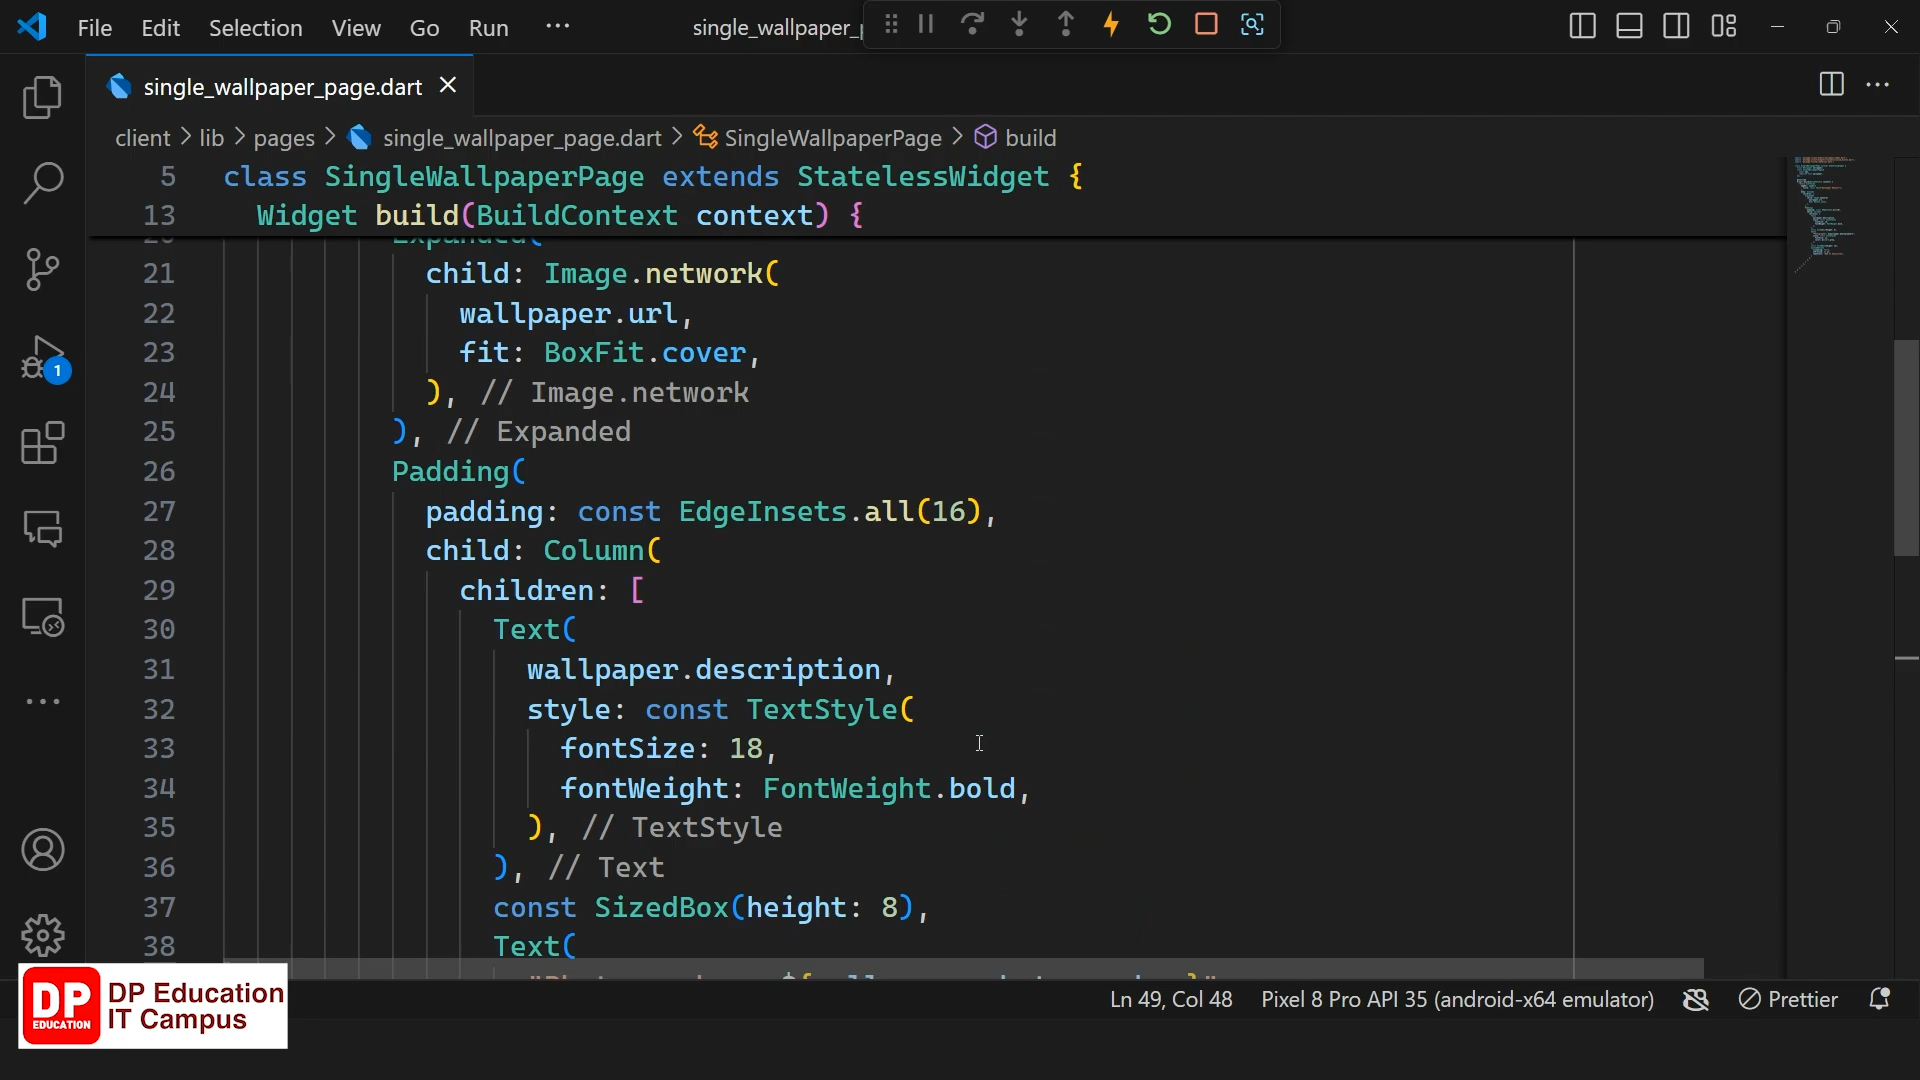 File Edit Selection View Go Run ···
single_wallpaper_
single_wallpaper_page.dart
client > lib > pages > single_wallpaper_page.dart > SingleWallpaperPage > build
5 class SingleWallpaperPage extends StatelessWidget {
13 Widget build(BuildContext context) {
Expanded(
21 child: Image.network(
22 wallpaper.url,
23 fit: BoxFit.cover,
24 ), // Image.network
25 ), // Expanded
26 Padding(
27 padding: const EdgeInsets.all(16),
28 child: Column(
29 children: [
30 Text(
31 wallpaper.description,
32 style: const TextStyle(
33 fontSize: 18,
34 fontWeight: FontWeight.bold,
35 ), // TextStyle
36 ), // Text
37 const SizedBox(height: 8),
38 Text(
1
Ln 49, Col 48 Pixel 8 Pro API 35 (android-x64 emulator) Prettier
DP EDUCATION
DP Education
IT Campus